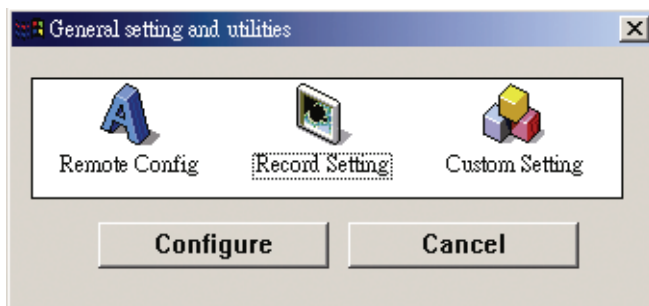 General setting and utilities
Remote Config Record Setting Custom Setting
Configure Cancel